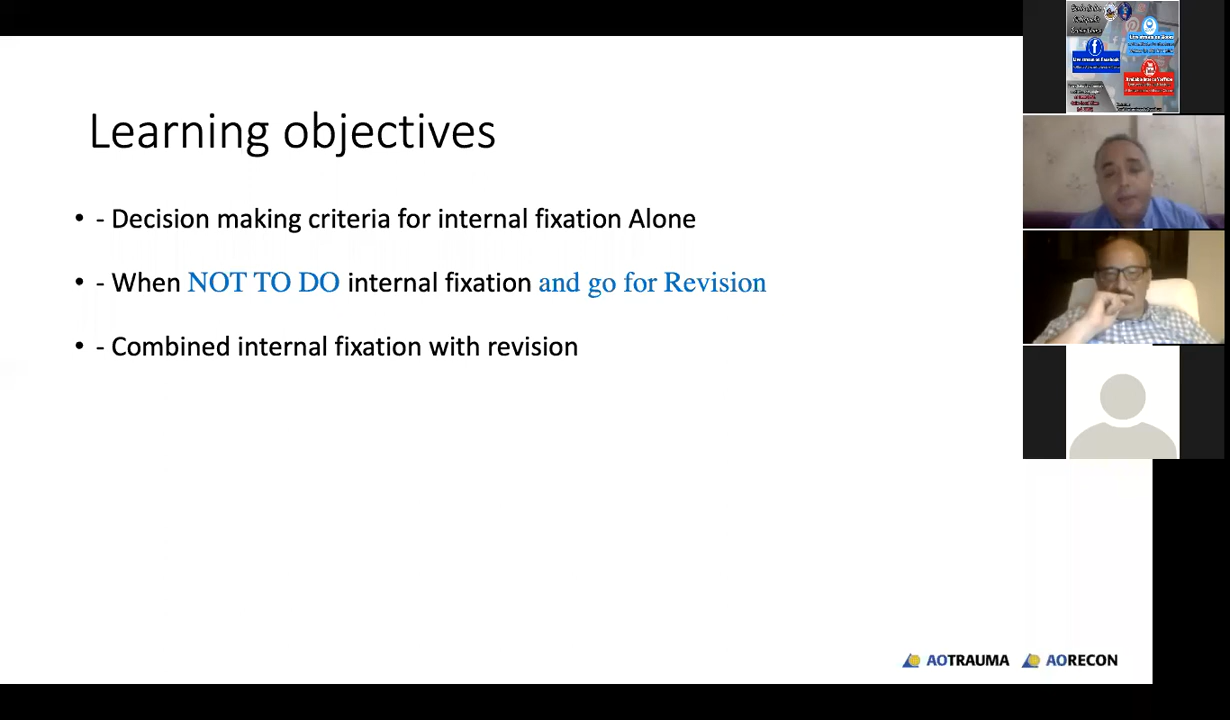 Learning objectives
• - Decision making criteria for internal fixation Alone
• - When NOT TO DO internal fixation and go for Revision
• - Combined internal fixation with revision
AOTRAUMA AORECON